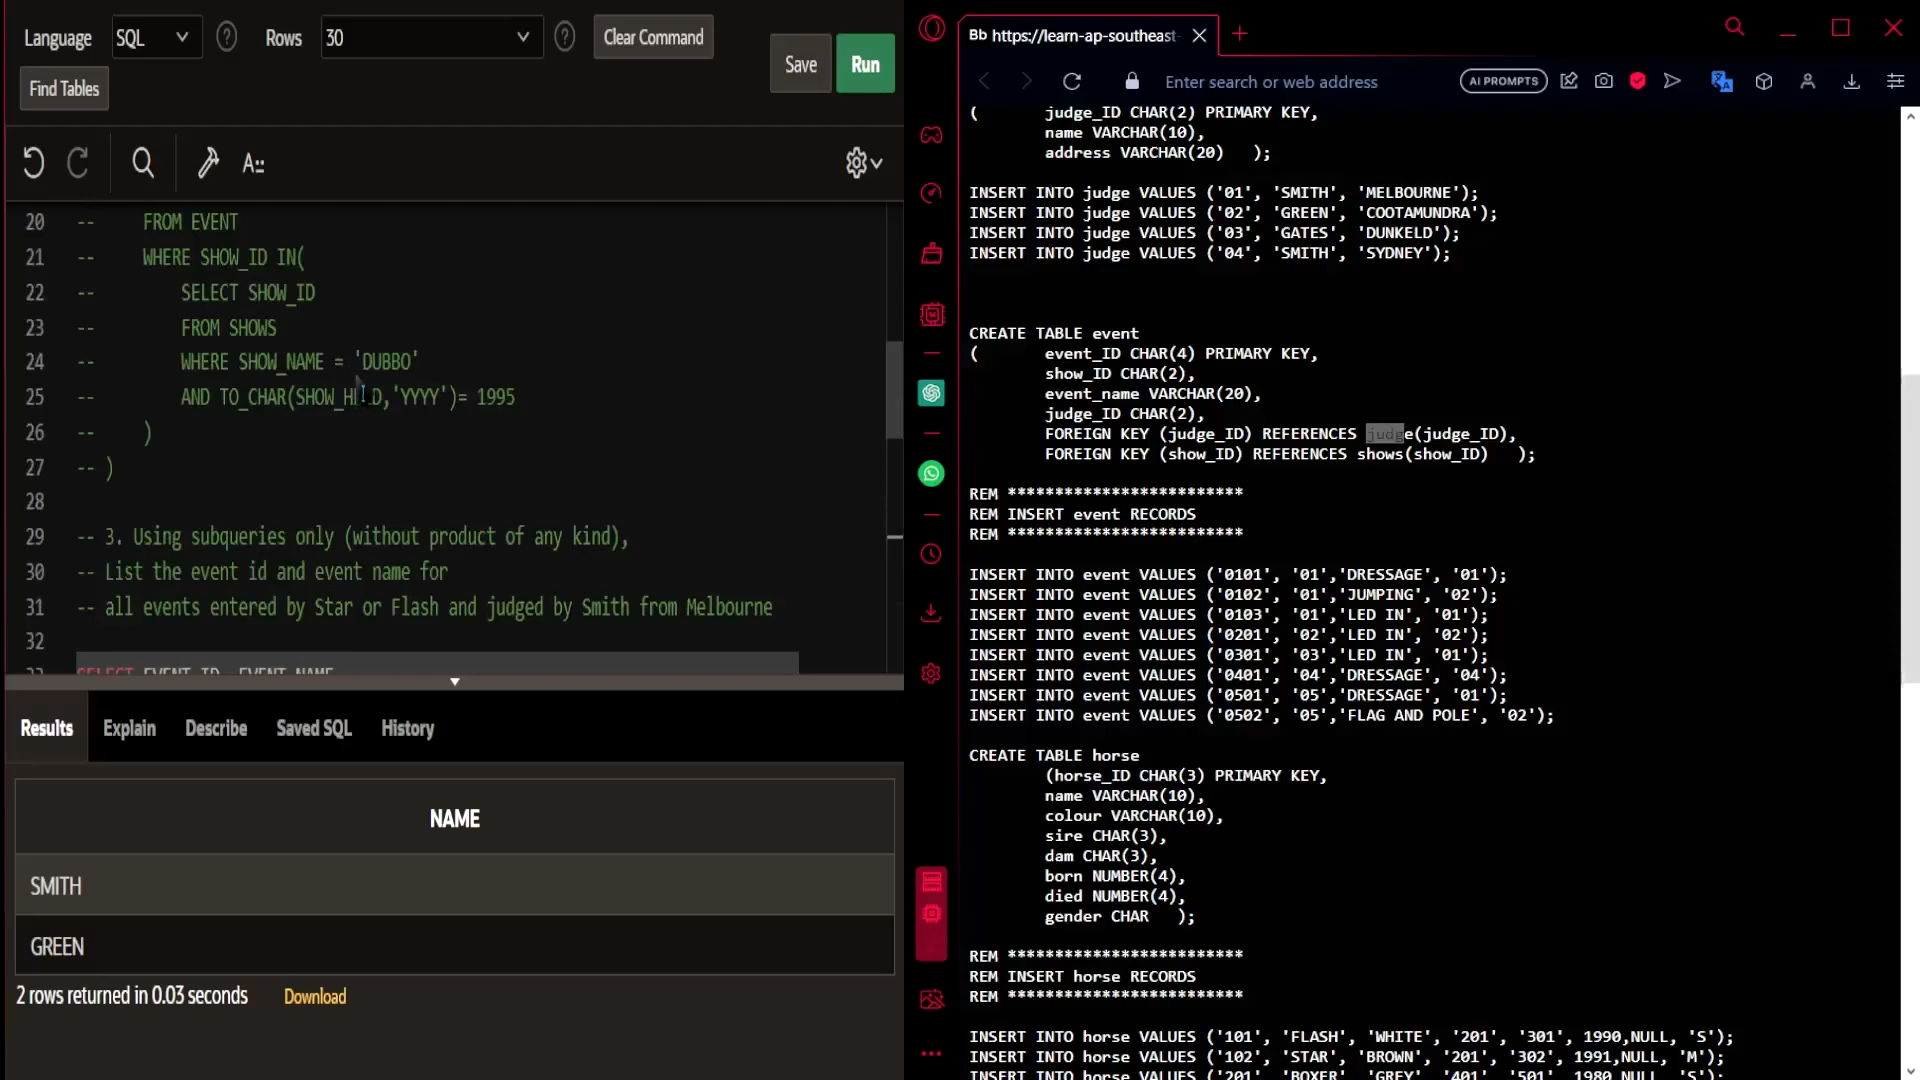 Language SQL Rows 30 Clear Command
Save Run
Find Tables
20 -- FROM EVENT
21 -- WHERE SHOW_ID IN(
22 -- SELECT SHOW_ID
23 -- FROM SHOWS
24 -- WHERE SHOW_NAME = 'DUBBO'
25 -- AND TO_CHAR(SHOW_HELD,'YYYY')= 1995
26 -- )
27 -- )
28
29 -- 3. Using subqueries only (without product of any kind),
30 -- List the event id and event name for
31 -- all events entered by Star or Flash and judged by Smith from Melbourne
32
33 SELECT EVENT_ID, EVENT_NAME
Results Explain Describe Saved SQL History
NAME
SMITH
GREEN
2 rows returned in 0.03 seconds Download
Bb https://learn-ap-southeast-
Enter search or web address AI PROMPTS
( judge_ID CHAR(2) PRIMARY KEY,
name VARCHAR(10),
address VARCHAR(20) );
INSERT INTO judge VALUES ('01', 'SMITH', 'MELBOURNE');
INSERT INTO judge VALUES ('02', 'GREEN', 'COOTAMUNDRA');
INSERT INTO judge VALUES ('03', 'GATES', 'DUNKELD');
INSERT INTO judge VALUES ('04', 'SMITH', 'SYDNEY');
CREATE TABLE event
( event_ID CHAR(4) PRIMARY KEY,
show_ID CHAR(2),
event_name VARCHAR(20),
judge_ID CHAR(2),
FOREIGN KEY (judge_ID) REFERENCES judge(judge_ID),
FOREIGN KEY (show_ID) REFERENCES shows(show_ID) );
REM *************************
REM INSERT event RECORDS
REM *************************
INSERT INTO event VALUES ('0101', '01','DRESSAGE', '01');
INSERT INTO event VALUES ('0102', '01','JUMPING', '02');
INSERT INTO event VALUES ('0103', '01','LED IN', '01');
INSERT INTO event VALUES ('0201', '02','LED IN', '02');
INSERT INTO event VALUES ('0301', '03','LED IN', '01');
INSERT INTO event VALUES ('0401', '04','DRESSAGE', '04');
INSERT INTO event VALUES ('0501', '05','DRESSAGE', '01');
INSERT INTO event VALUES ('0502', '05','FLAG AND POLE', '02');
CREATE TABLE horse
(horse_ID CHAR(3) PRIMARY KEY,
name VARCHAR(10),
colour VARCHAR(10),
sire CHAR(3),
dam CHAR(3),
born NUMBER(4),
died NUMBER(4),
gender CHAR );
REM *************************
REM INSERT horse RECORDS
REM *************************
INSERT INTO horse VALUES ('101', 'FLASH', 'WHITE', '201', '301', 1990,NULL, 'S');
INSERT INTO horse VALUES ('102', 'STAR', 'BROWN', '201', '302', 1991,NULL, 'M');
INSERT INTO horse VALUES ('201', 'BOXER', 'GREY', '401', '501', 1980,NULL, 'S');